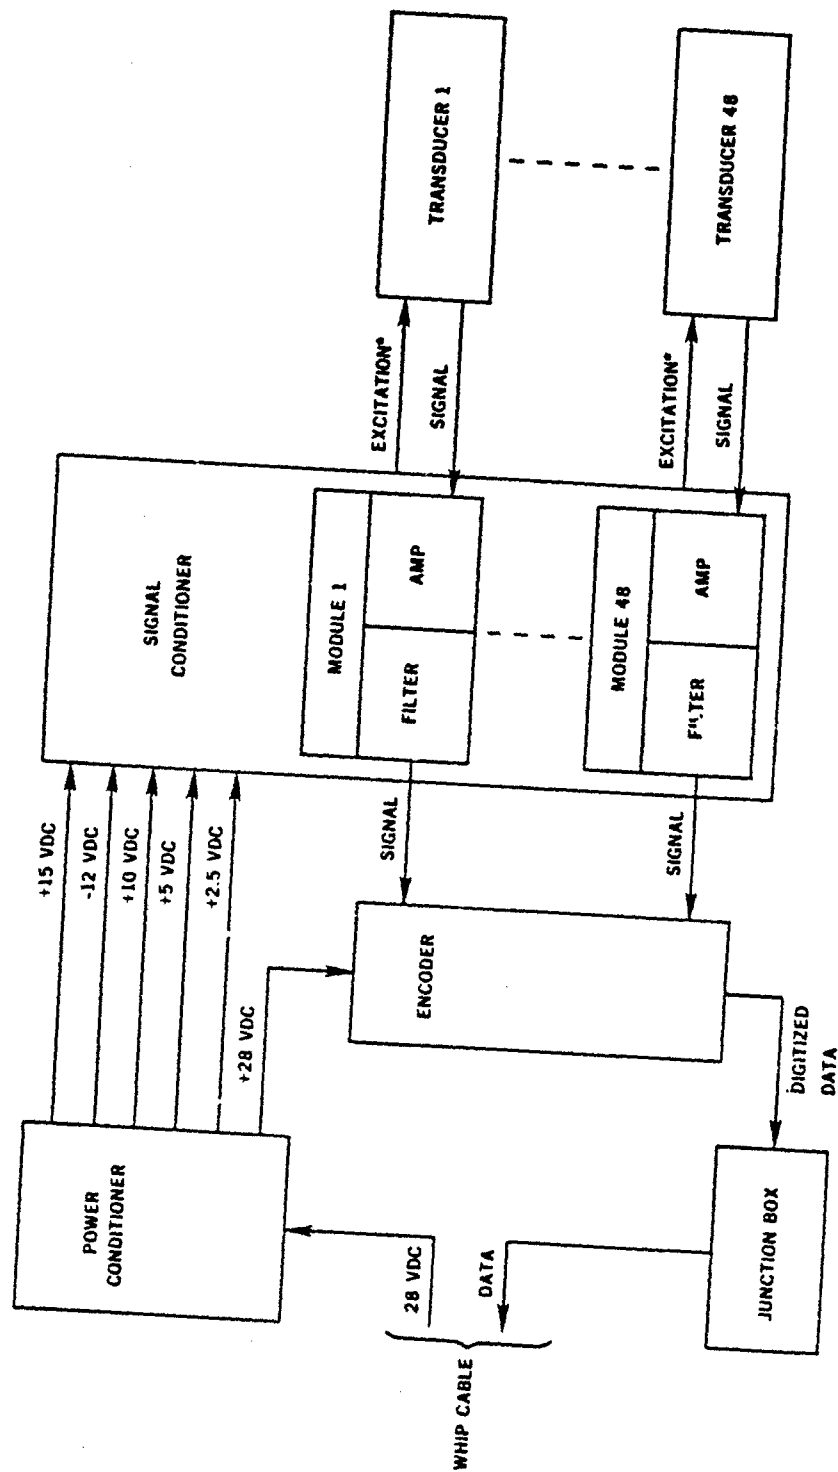 POWER
CONDITIONER
+15 VDC
-12 VDC
+10 VDC
+5 VDC
+2.5 VDC
+28 VDC
SIGNAL
CONDITIONER
MODULE 1
FILTER
AMP
EXCITATION*
SIGNAL
TRANSDUCER 1
SIGNAL
ENCODER
28 VDC
DATA
WHIP CABLE
MODULE 48
FILTER
AMP
EXCITATION*
SIGNAL
TRANSDUCER 48
SIGNAL
JUNCTION BOX
DIGITIZED
DATA